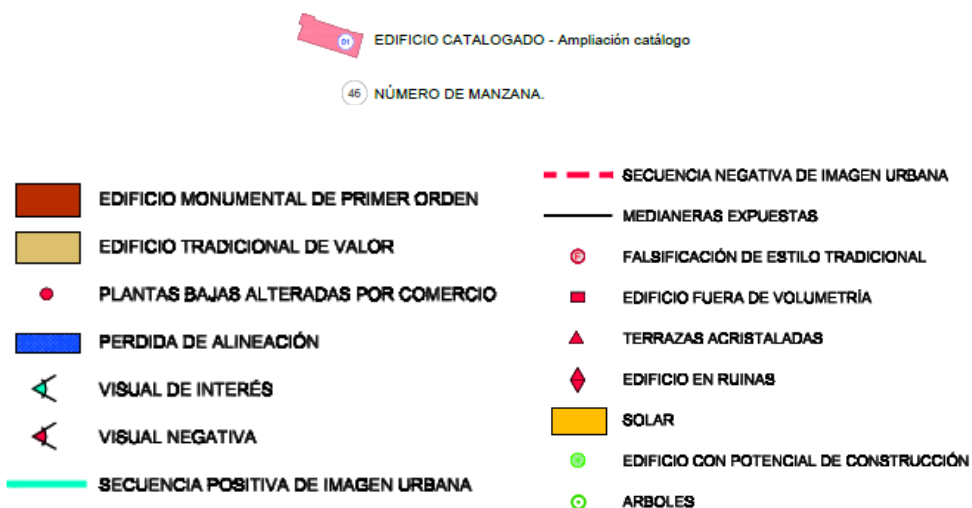 01 EDIFICIO CATALOGADO - Ampliación catálogo
46 NÚMERO DE MANZANA.
EDIFICIO MONUMENTAL DE PRIMER ORDEN
EDIFICIO TRADICIONAL DE VALOR
PLANTAS BAJAS ALTERADAS POR COMERCIO
PERDIDA DE ALINEACIÓN
VISUAL DE INTERÉS
VISUAL NEGATIVA
SECUENCIA POSITIVA DE IMAGEN URBANA
SECUENCIA NEGATIVA DE IMAGEN URBANA
MEDIANERAS EXPUESTAS
F FALSIFICACIÓN DE ESTILO TRADICIONAL
EDIFICIO FUERA DE VOLUMETRÍA
TERRAZAS ACRISTALADAS
EDIFICIO EN RUINAS
SOLAR
EDIFICIO CON POTENCIAL DE CONSTRUCCIÓN
ARBOLES